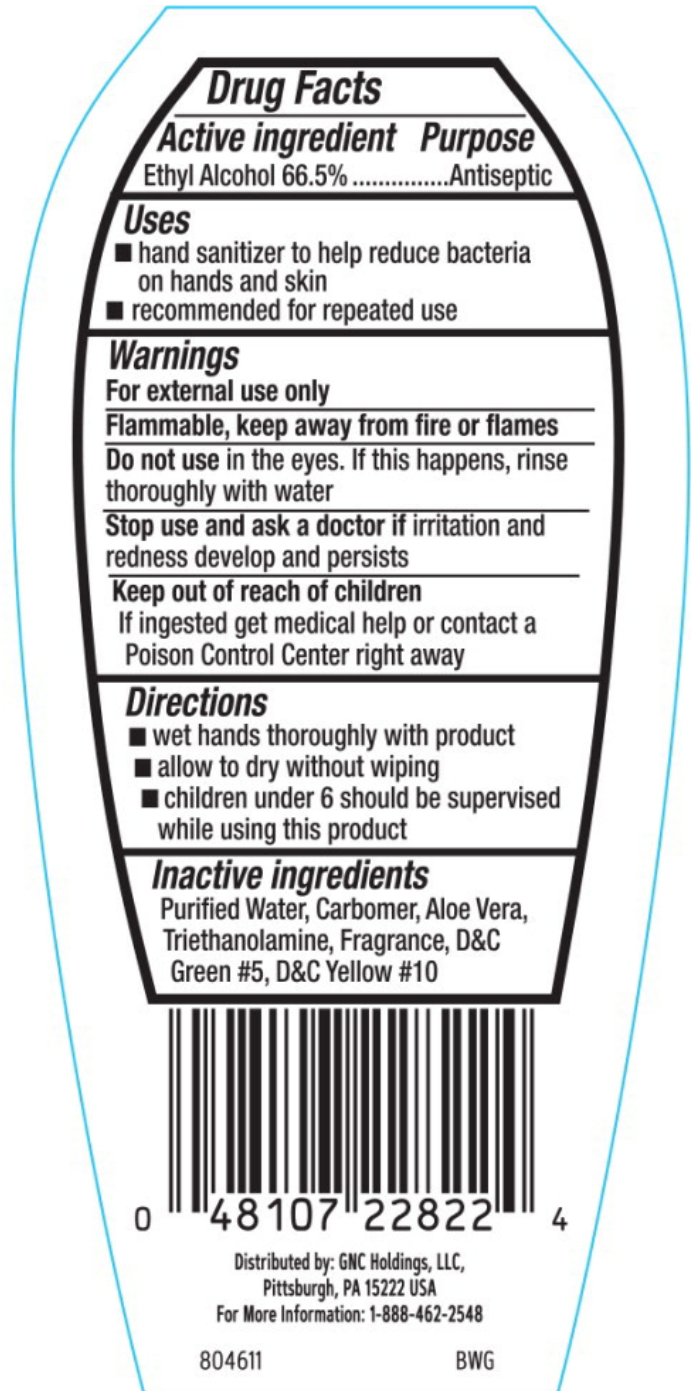 Drug Facts
Active ingredient Purpose
Ethyl Alcohol 66.5% ...............Antiseptic
Uses
■ hand sanitizer to help reduce bacteria
on hands and skin
■ recommended for repeated use
Warnings
For external use only
Flammable, keep away from fire or flames
Do not use in the eyes. If this happens, rinse
thoroughly with water
Stop use and ask a doctor if irritation and
redness develop and persists
Keep out of reach of children
If ingested get medical help or contact a
Poison Control Center right away
Directions
■ wet hands thoroughly with product
■ allow to dry without wiping
■ children under 6 should be supervised
while using this product
Inactive ingredients
Purified Water, Carbomer, Aloe Vera,
Triethanolamine, Fragrance, D&C
Green #5, D&C Yellow #10
0 48107 22822 4
Distributed by: GNC Holdings, LLC,
Pittsburgh, PA 15222 USA
For More Information: 1-888-462-2548
804611 BWG